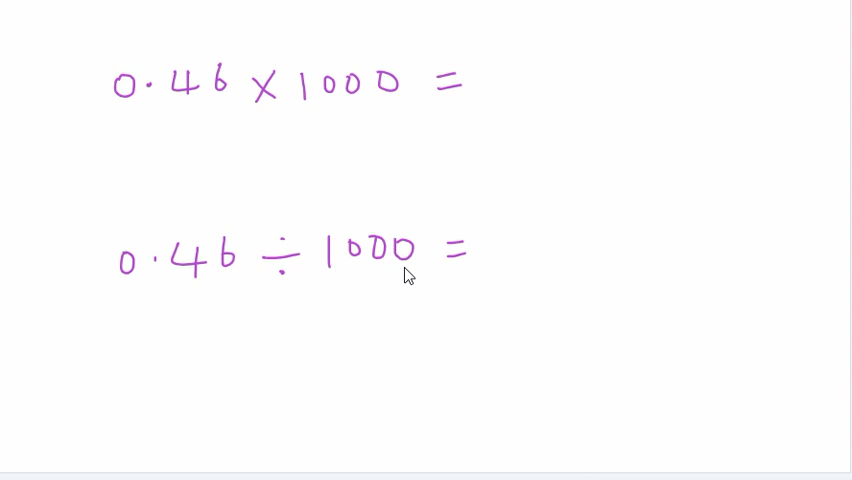 0.46 × 1000 =
0.46 ÷ 1000 =